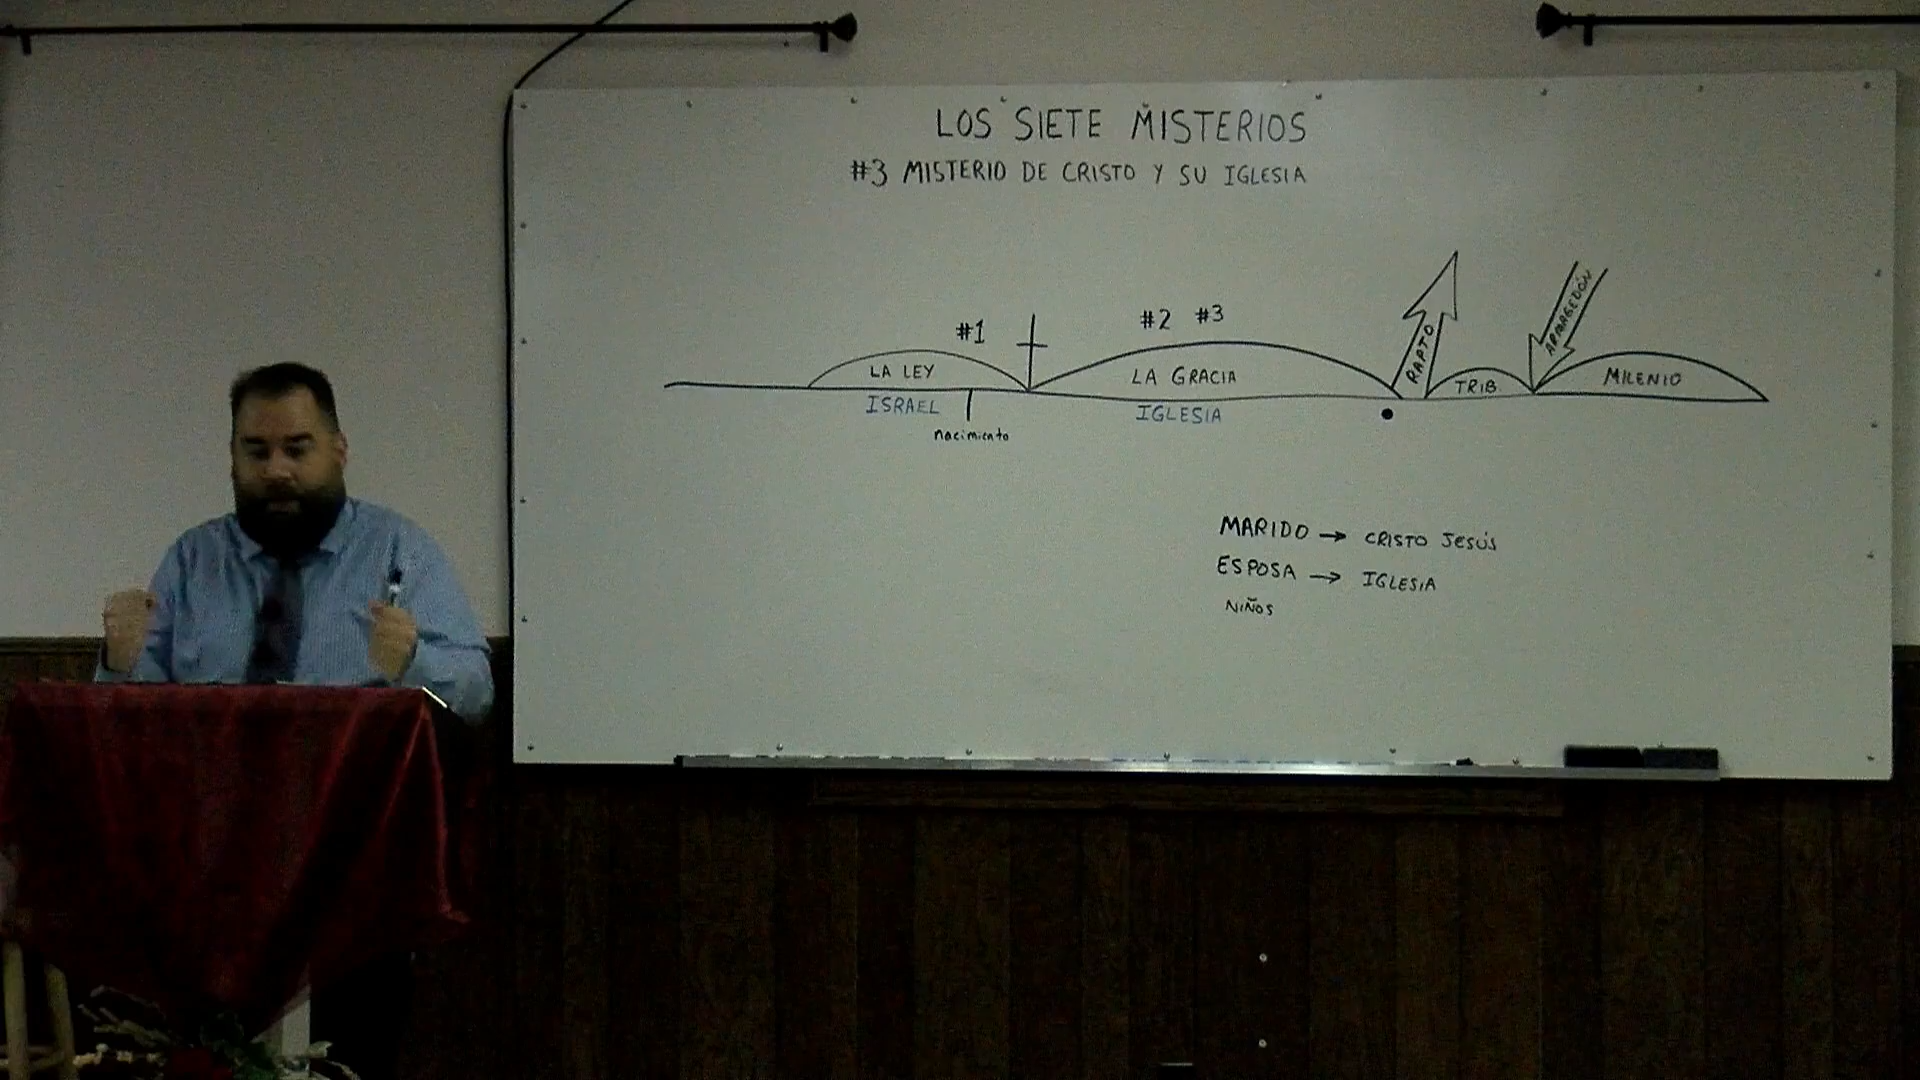 LOS SIETE MISTERIOS
#3 MISTERIO DE CRISTO Y SU IGLESIA
#1
#2 #3
LA LEY
LA GRACIA
RAPTO
TRIB.
ARMAGEDÓN
MILENIO
ISRAEL
IGLESIA
nacimiento
MARIDO → CRISTO JESÚS
ESPOSA → IGLESIA
NIÑOS